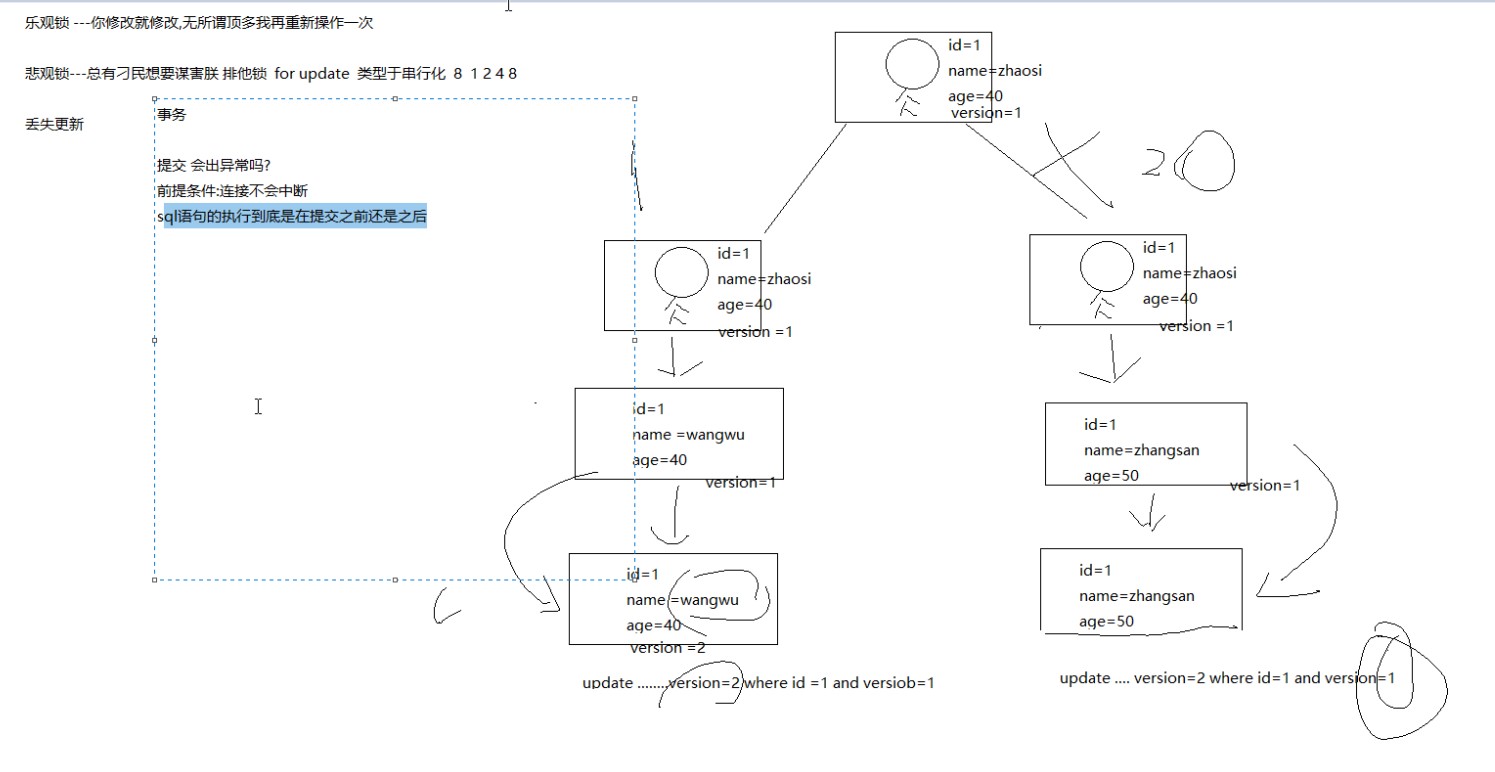 乐观锁 ---你修改就修改,无所谓顶多我再重新操作一次
悲观锁---总有刁民想要谋害朕 排他锁 for update 类型于串行化 8 1 2 4 8
丢失更新
事务
提交 会出异常吗?
前提条件:连接不会中断
sql语句的执行到底是在提交之前还是之后
id=1
name=zhaosi
age=40
version=1
20
id=1
name=zhaosi
age=40
version =1
id=1
name=zhaosi
age=40
version =1
id=1
name =wangwu
age=40
version=1
id=1
name=zhangsan
age=50
version=1
id=1
name =wangwu
age=40
version =2
id=1
name=zhangsan
age=50
update ........version=2 where id =1 and versiob=1
update .... version=2 where id=1 and version=1